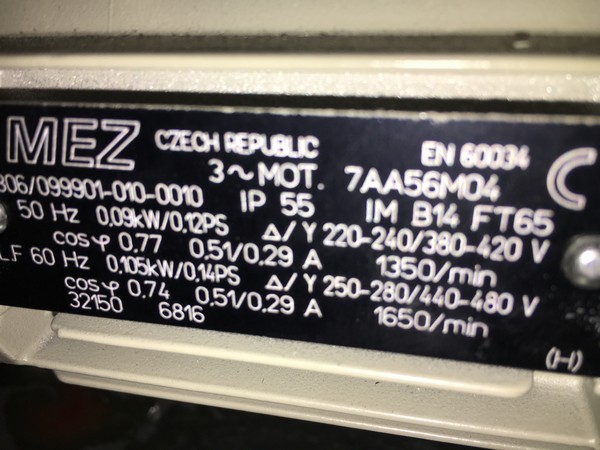 MEZ CZECH REPUBLIC EN 60034
3~MOT. 7AA56M04
806/099901-010-0010 IP 55 IM B14 FT65
50 Hz 0,09kW/0,12PS Δ/Y 220-240/380-420 V
cosφ 0.77 0.51/0.29 A 1350/min
60 Hz 0,105kW/0,14PS Δ/Y 250-280/440-480 V
cosφ 0.74 0.51/0.29 A 1650/min
32150 6816
(H)